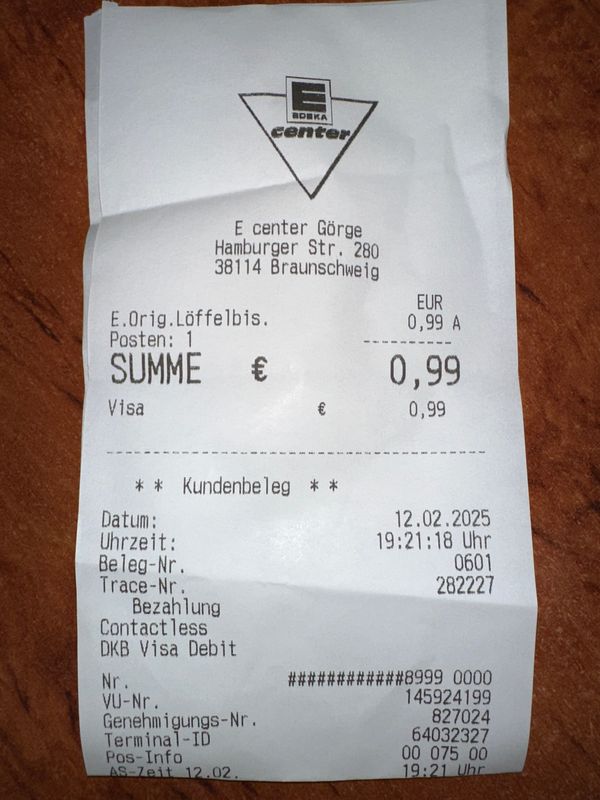 E
EDEKA
center
E center Görge
Hamburger Str. 280
38114 Braunschweig
EUR
E.Orig.Löffelbis. 0,99 A
Posten: 1
SUMME € 0,99
Visa € 0,99
** Kundenbeleg **
Datum: 12.02.2025
Uhrzeit: 19:21:18 Uhr
Beleg-Nr. 0601
Trace-Nr. 282227
Bezahlung
Contactless
DKB Visa Debit
Nr. ############8999 0000
VU-Nr. 145924199
Genehmigungs-Nr. 827024
Terminal-ID 64032327
Pos-Info 00 075 00
AS-Zeit 12.02. 19:21 Uhr